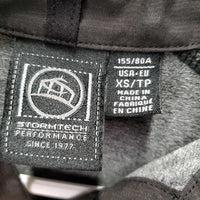 155/80A
USA•EU
XS/TP
MADE IN
CHINA
FABRIQUÉ
EN CHINE
STORMTECH
PERFORMANCE
SINCE 1977